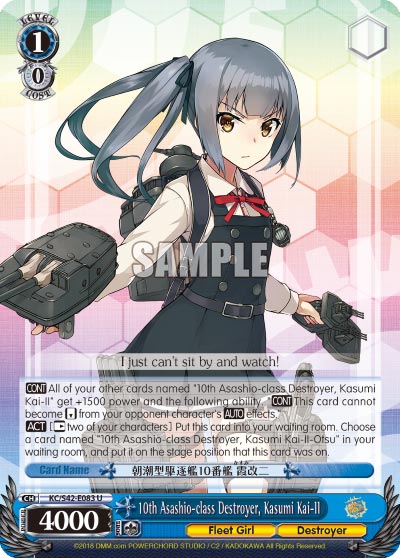 LEVEL
1
0
COST
SAMPLE
I just can't sit by and watch!
CONT All of your other cards named "10th Asashio-class Destroyer, Kasumi
Kai-II" get +1500 power and the following ability. "CONT This card cannot
become from your opponent character's AUTO effects."
ACT [ two of your characters] Put this card into your waiting room. Choose
a card named "10th Asashio-class Destroyer, Kasumi Kai-II-Otsu" in your waiting
room, and put it on the stage position that this card was on.
Card Name 朝潮型駆逐艦10番艦 霞改二
CH KC/S42-E083 U
10th Asashio-class Destroyer, Kasumi Kai-II
4000
Fleet Girl Destroyer
©2018 DMM.com POWERCHORD STUDIO / C2 / KADOKAWA All Rights Reserved.